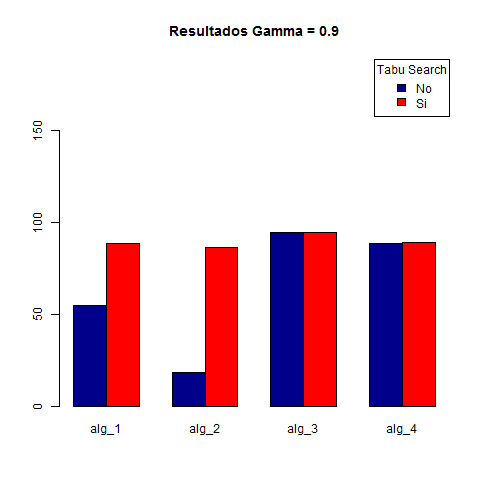 Resultados Gamma = 0.9
Tabu Search
No
Si
150
100
50
0
alg_1 alg_2 alg_3 alg_4